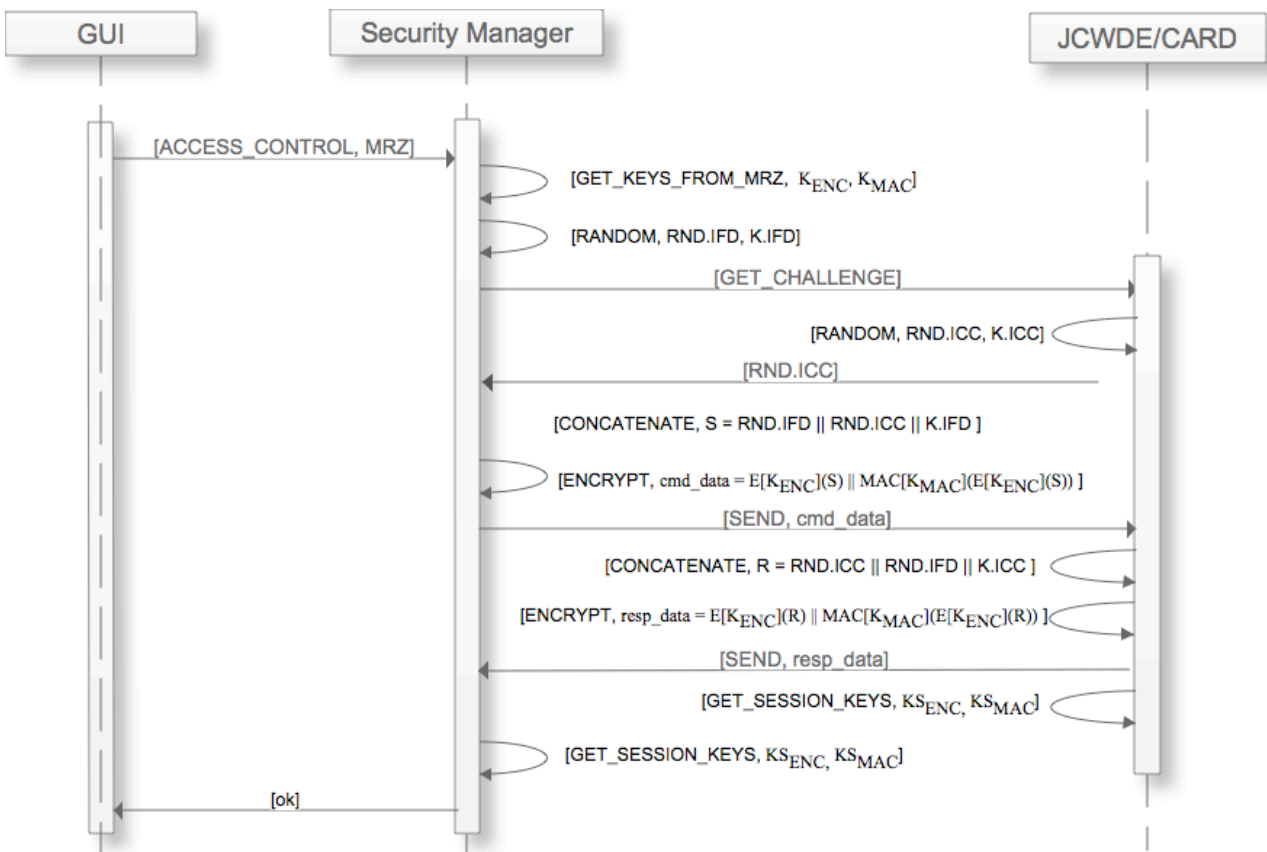 GUI
Security Manager
JCWDE/CARD
[ACCESS_CONTROL, MRZ]
[GET_KEYS_FROM_MRZ, KENC, KMAC]
[RANDOM, RND.IFD, K.IFD]
[GET_CHALLENGE]
[RANDOM, RND.ICC, K.ICC]
[RND.ICC]
[CONCATENATE, S = RND.IFD || RND.ICC || K.IFD ]
[ENCRYPT, cmd_data = E[KENC](S) || MAC[KMAC](E[KENC](S)) ]
[SEND, cmd_data]
[CONCATENATE, R = RND.ICC || RND.IFD || K.ICC ]
[ENCRYPT, resp_data = E[KENC](R) || MAC[KMAC](E[KENC](R)) ]
[SEND, resp_data]
[GET_SESSION_KEYS, KSENC, KSMAC]
[GET_SESSION_KEYS, KSENC, KSMAC]
[ok]